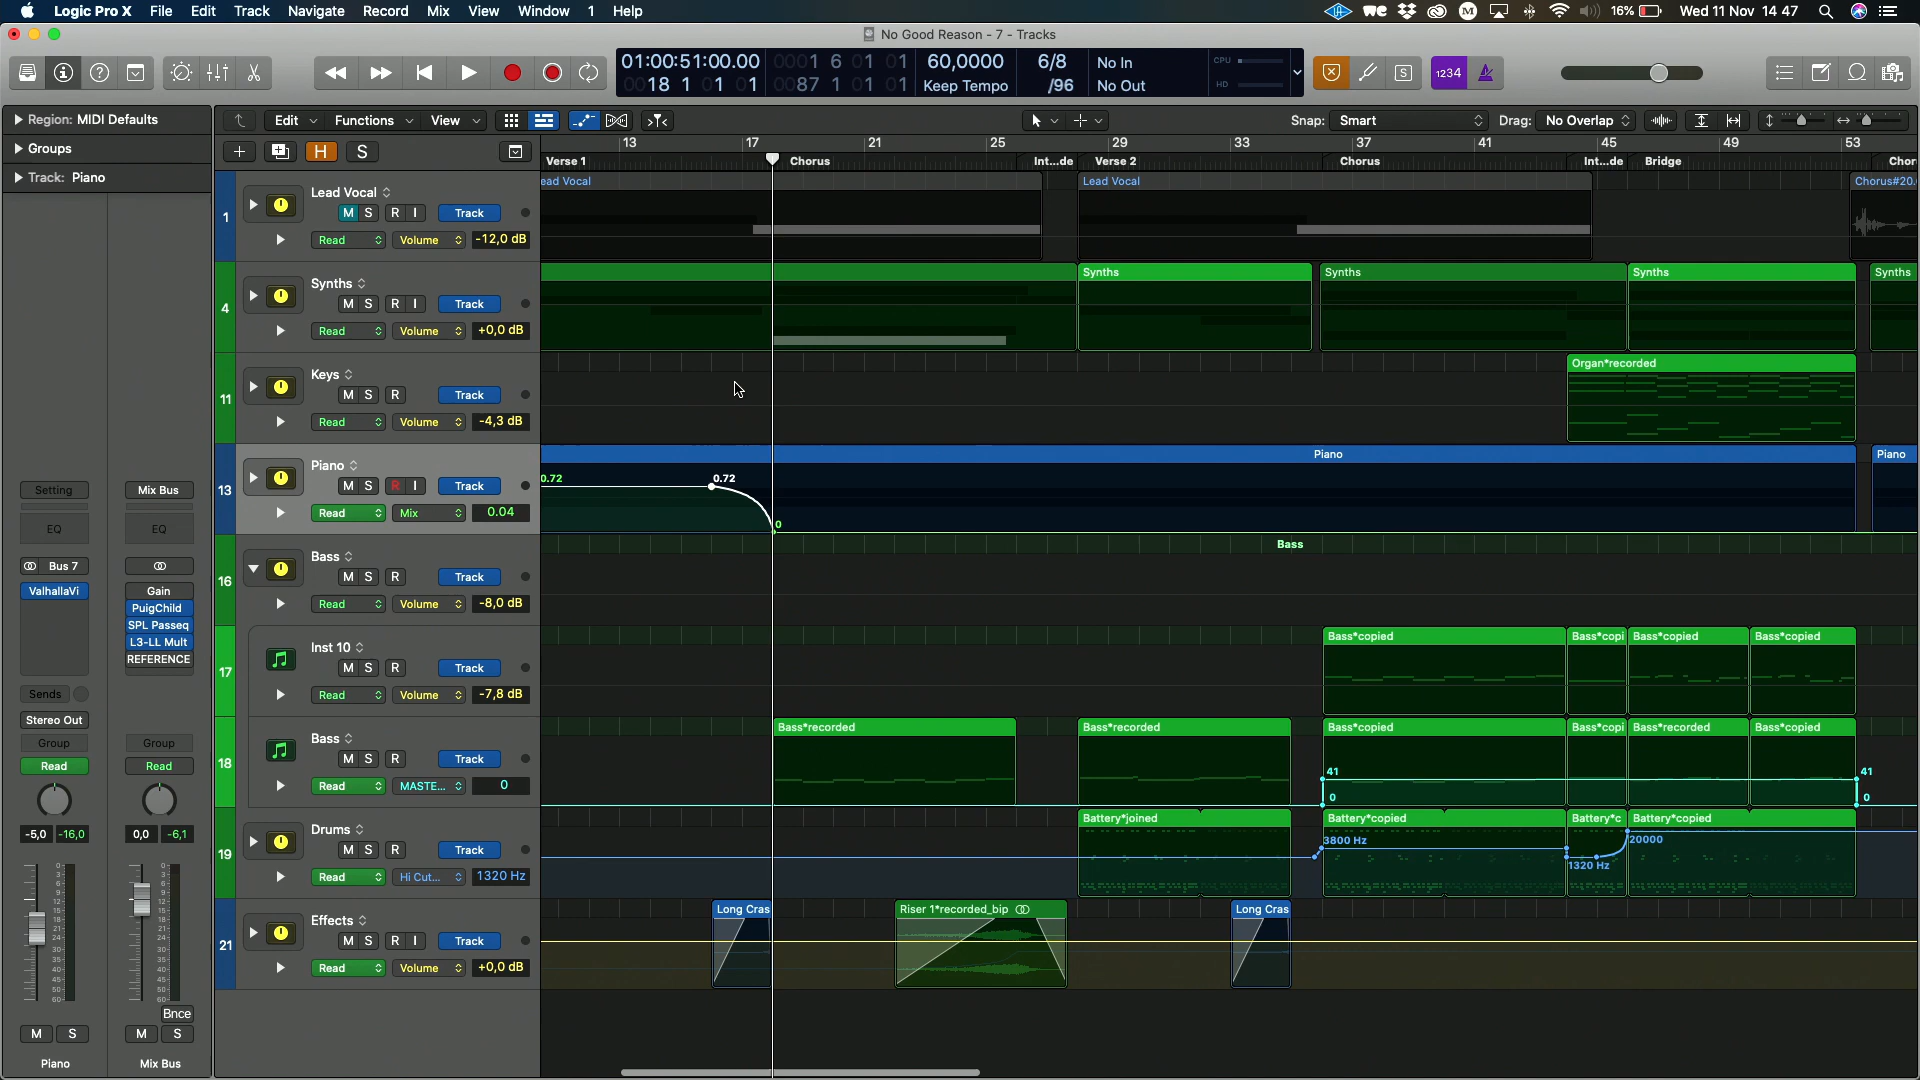 Logic Pro X File Edit Track Navigate Record Mix View Window 1 Help
16% Wed 11 Nov 14 47
No Good Reason - 7 - Tracks
01:00:51:00.00 0001 6 01 01 60,0000 6/8 No In CPU
0018 1 01 01 0087 1 01 01 Keep Tempo /96 No Out HD
S 1234
Region: MIDI Defaults
Groups
Track: Piano
Edit Functions View
Snap: Smart Drag: No Overlap
H S
13 17 21 25 29 33 37 41 45 49 53
Verse 1 Chorus Int...de Verse 2 Chorus Int...de Bridge Chor
1 Lead Vocal
M S R I Track
Read Volume -12,0 dB
ead Vocal Lead Vocal Chorus#20.
4 Synths
M S R I Track
Read Volume +0,0 dB
Synths Synths Synths Synths
11 Keys
M S R Track
Read Volume -4,3 dB
Organ*recorded
13 Piano
M S R I Track
Read Mix 0.04
Piano Piano
0.72 0.72
0
16 Bass
M S R Track
Read Volume -8,0 dB
Bass
17 Inst 10
M S R Track
Read Volume -7,8 dB
Bass*copied Bass*copi Bass*copied Bass*copied
18 Bass
M S R Track
Read MASTE... 0
Bass*recorded Bass*recorded Bass*copied Bass*copi Bass*recorded Bass*copied
41 41
0 0
19 Drums
M S R Track
Read Hi Cut... 1320 Hz
Battery*joined Battery*copied Battery*c Battery*copied
3800 Hz 20000
1320 Hz
21 Effects
M S R I Track
Read Volume +0,0 dB
Long Cras Riser 1*recorded_bip Long Cras
Setting Mix Bus
EQ EQ
Bus 7
ValhallaVi Gain
PuigChild
SPL Passeq
L3-LL Mult
REFERENCE
Sends
Stereo Out
Group Group
Read Read
-5,0 -16,0 0,0 -6,1
Bnce
M S M S
Piano Mix Bus